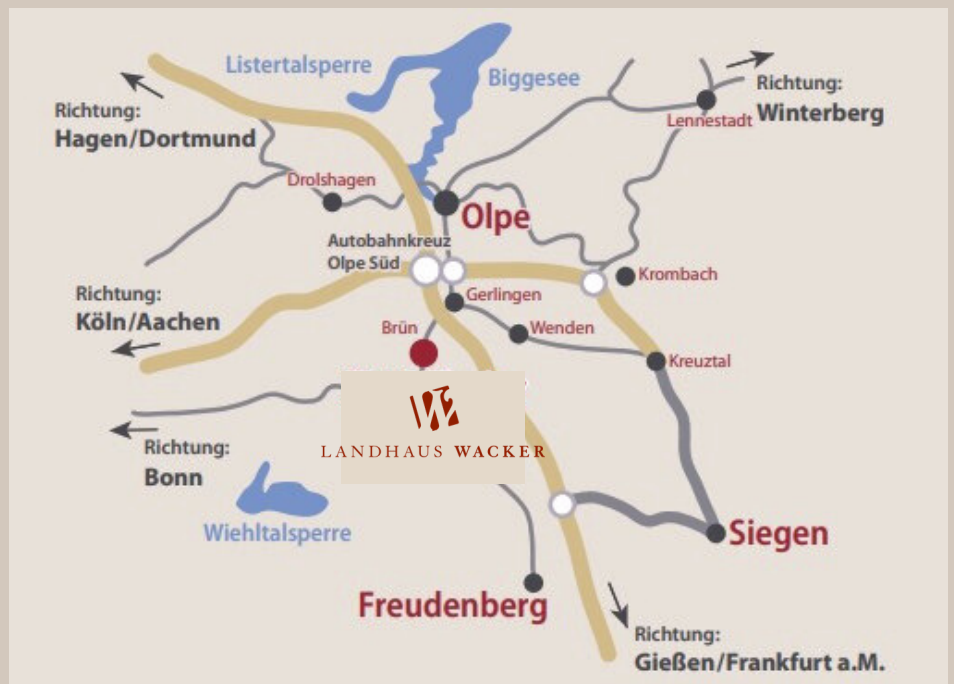 Listertalsperre
Biggesee
Richtung:
Hagen/Dortmund
Richtung:
Winterberg
Lennestadt
Drolshagen
Olpe
Autobahnkreuz
Olpe Süd
Krombach
Richtung:
Köln/Aachen
Gerlingen
Brün
Wenden
Kreuztal
LANDHAUS WACKER
Richtung:
Bonn
Wiehltalsperre
Siegen
Freudenberg
Richtung:
Gießen/Frankfurt a.M.